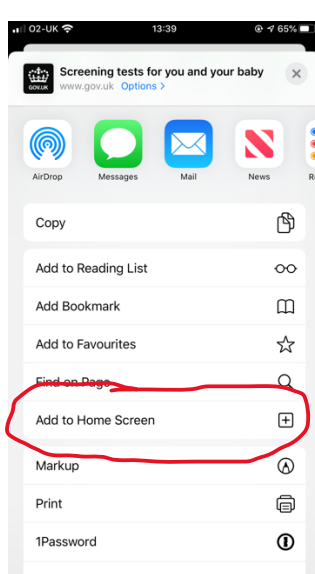 O2-UK 13:39 65%
Screening tests for you and your baby
GOV.UK www.gov.uk Options >
AirDrop Messages Mail News
Copy
Add to Reading List
Add Bookmark
Add to Favourites
Find on Page
Add to Home Screen
Markup
Print
1Password